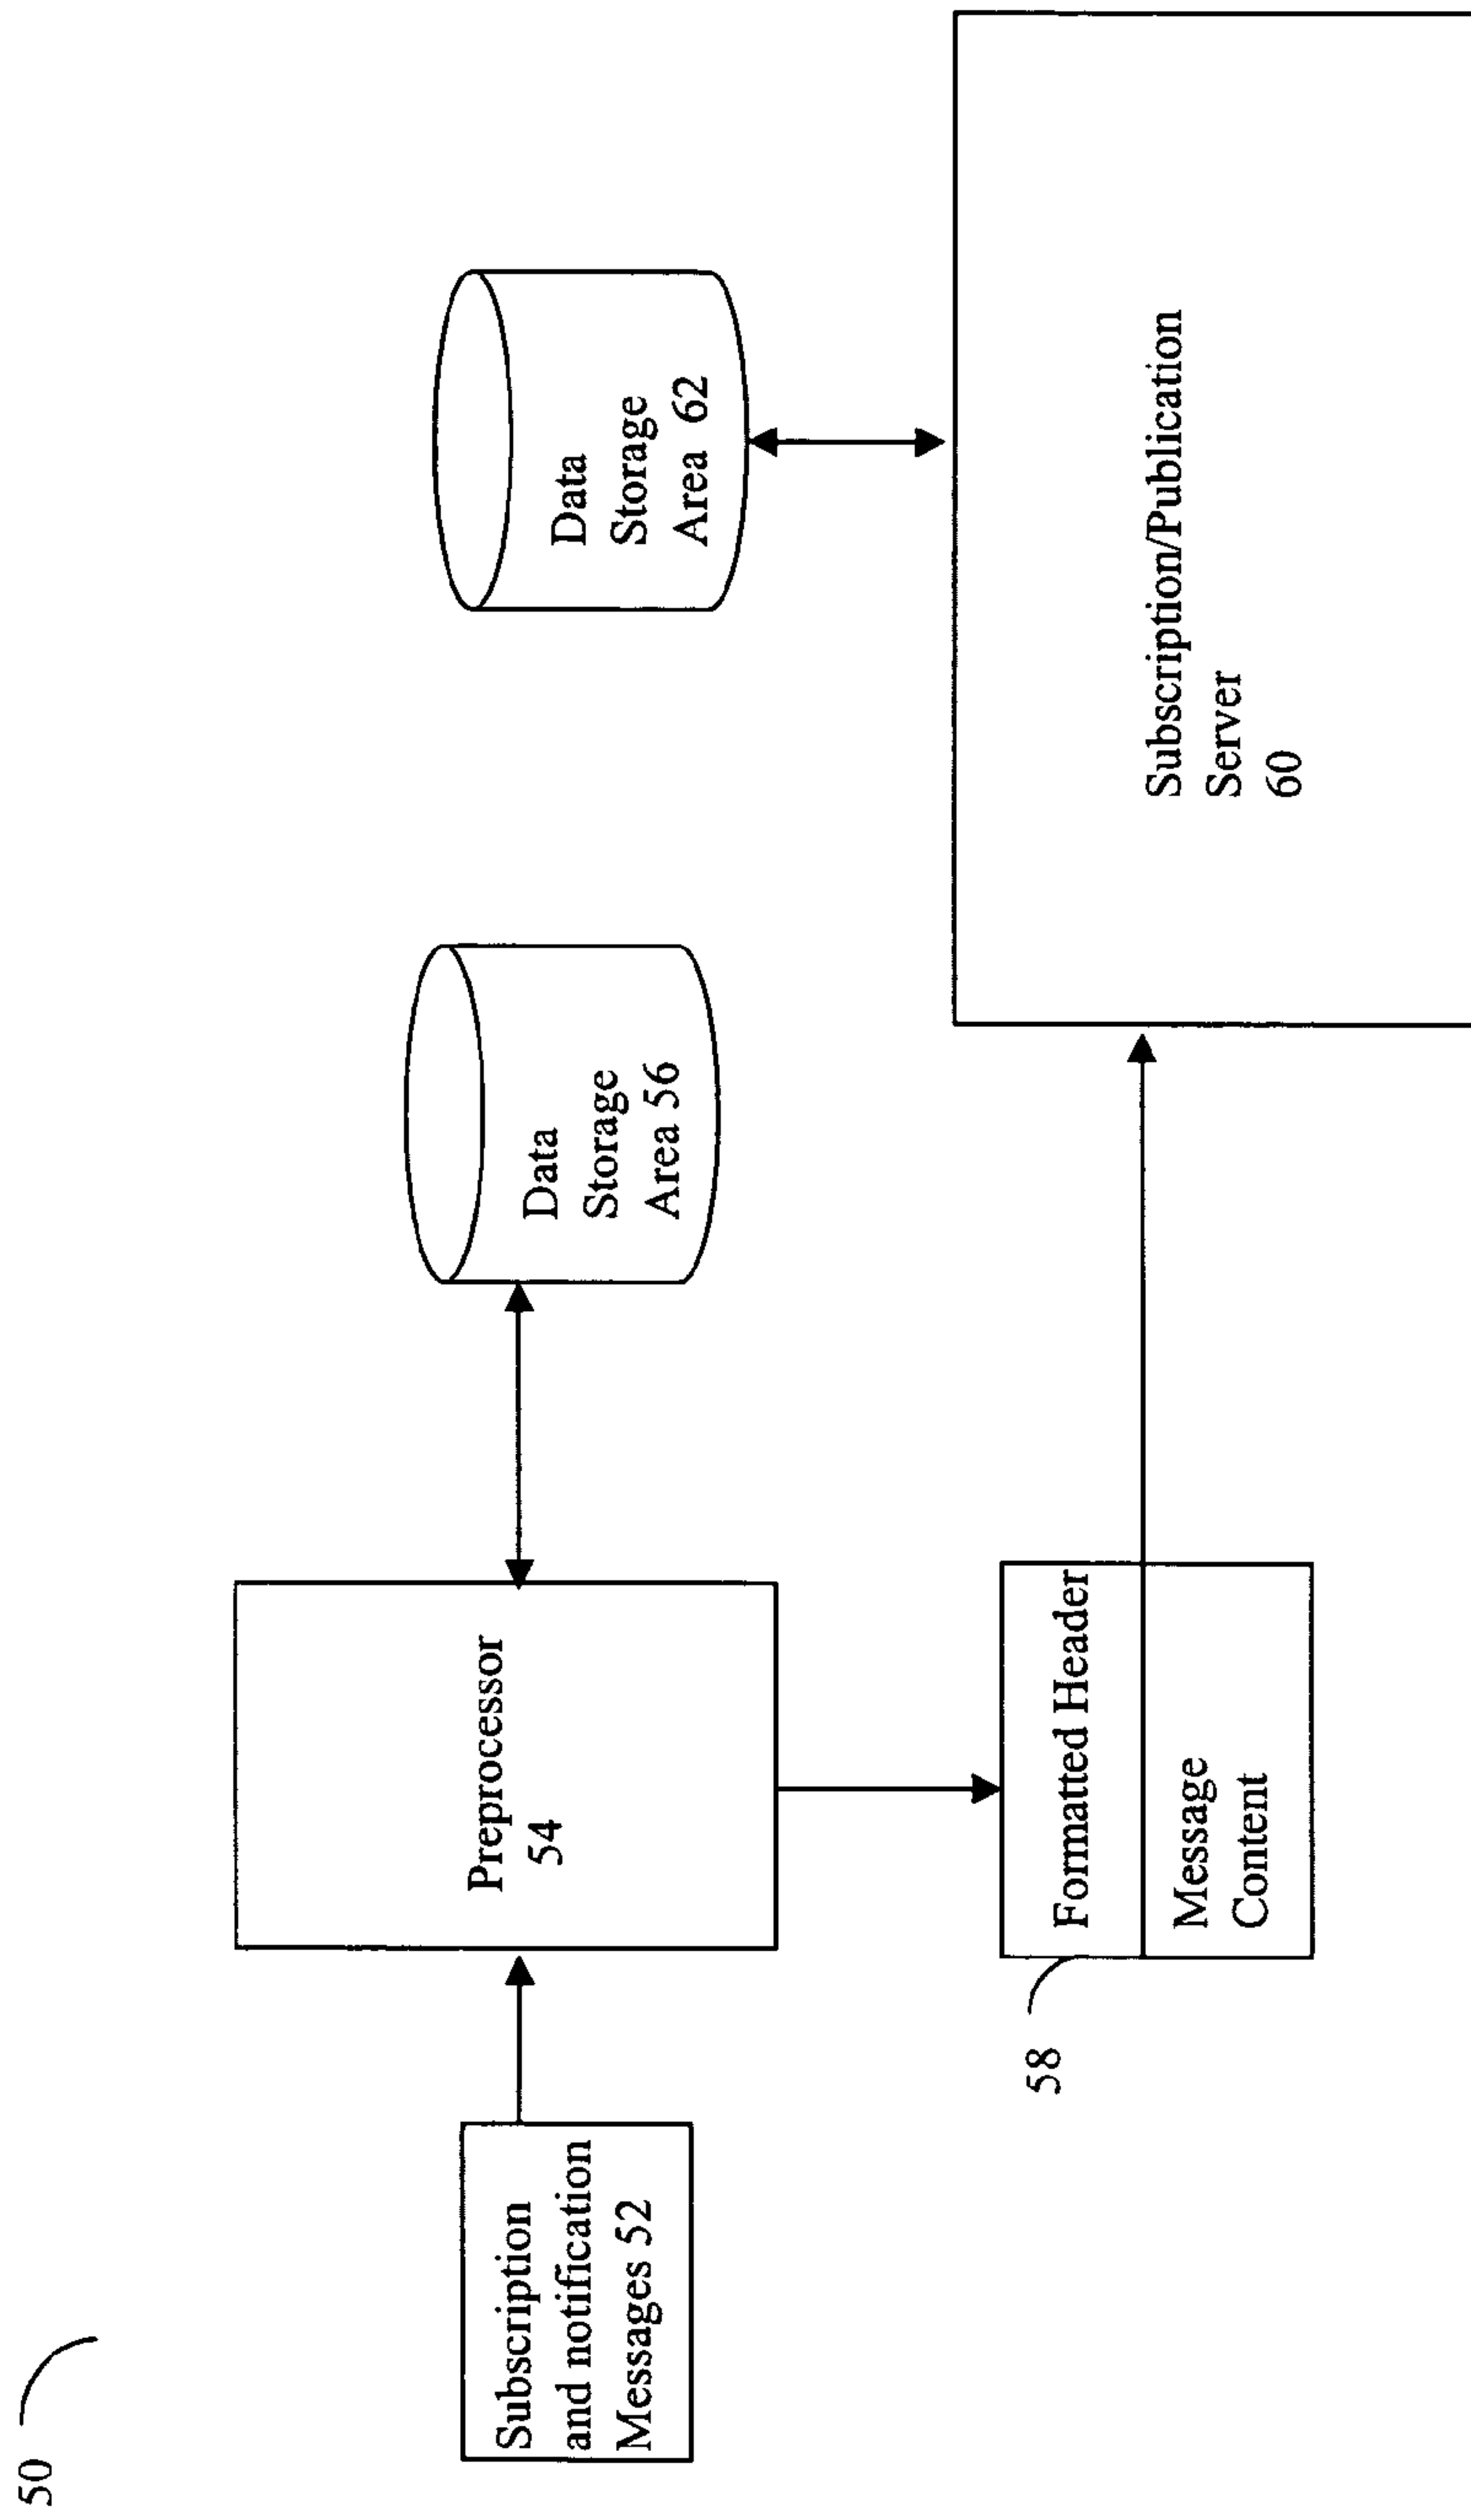 50
Subscription
and notification
Messages 52
Preprocessor
54
Data
Storage
Area 56
Data
Storage
Area 62
58
Formatted Header
Message
Content
Subscription/Publication
Server
60